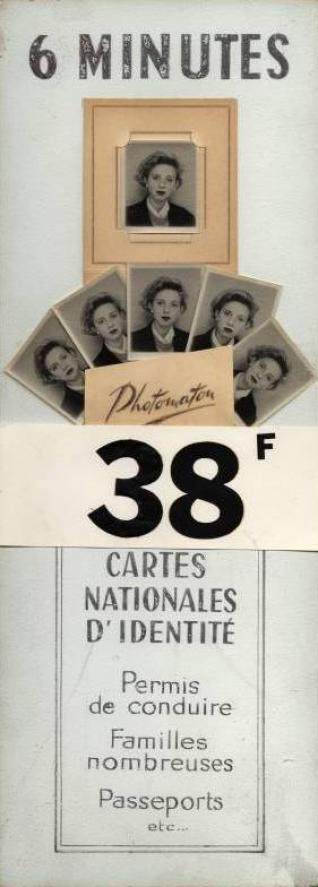 6 MINUTES
Photomaton
38F
CARTES
NATIONALES
D'IDENTITÉ
Permis
de conduire
Familles
nombreuses
Passeports
etc...